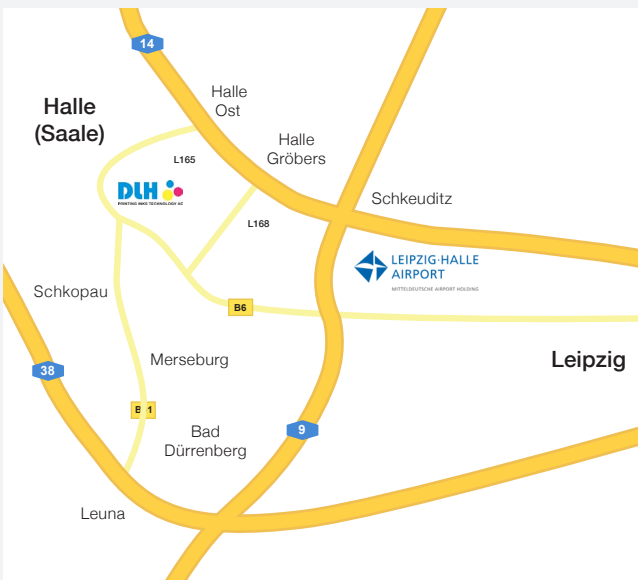 14
Halle
(Saale)
Halle
Ost
L165
Halle
Gröbers
DLH
PRINTING INKS TECHNOLOGY AG
Schkeuditz
L168
LEIPZIG·HALLE
AIRPORT
MITTELDEUTSCHE AIRPORT HOLDING
Schkopau
B6
Merseburg
Leipzig
38
Bad
Dürrenberg
9
Leuna